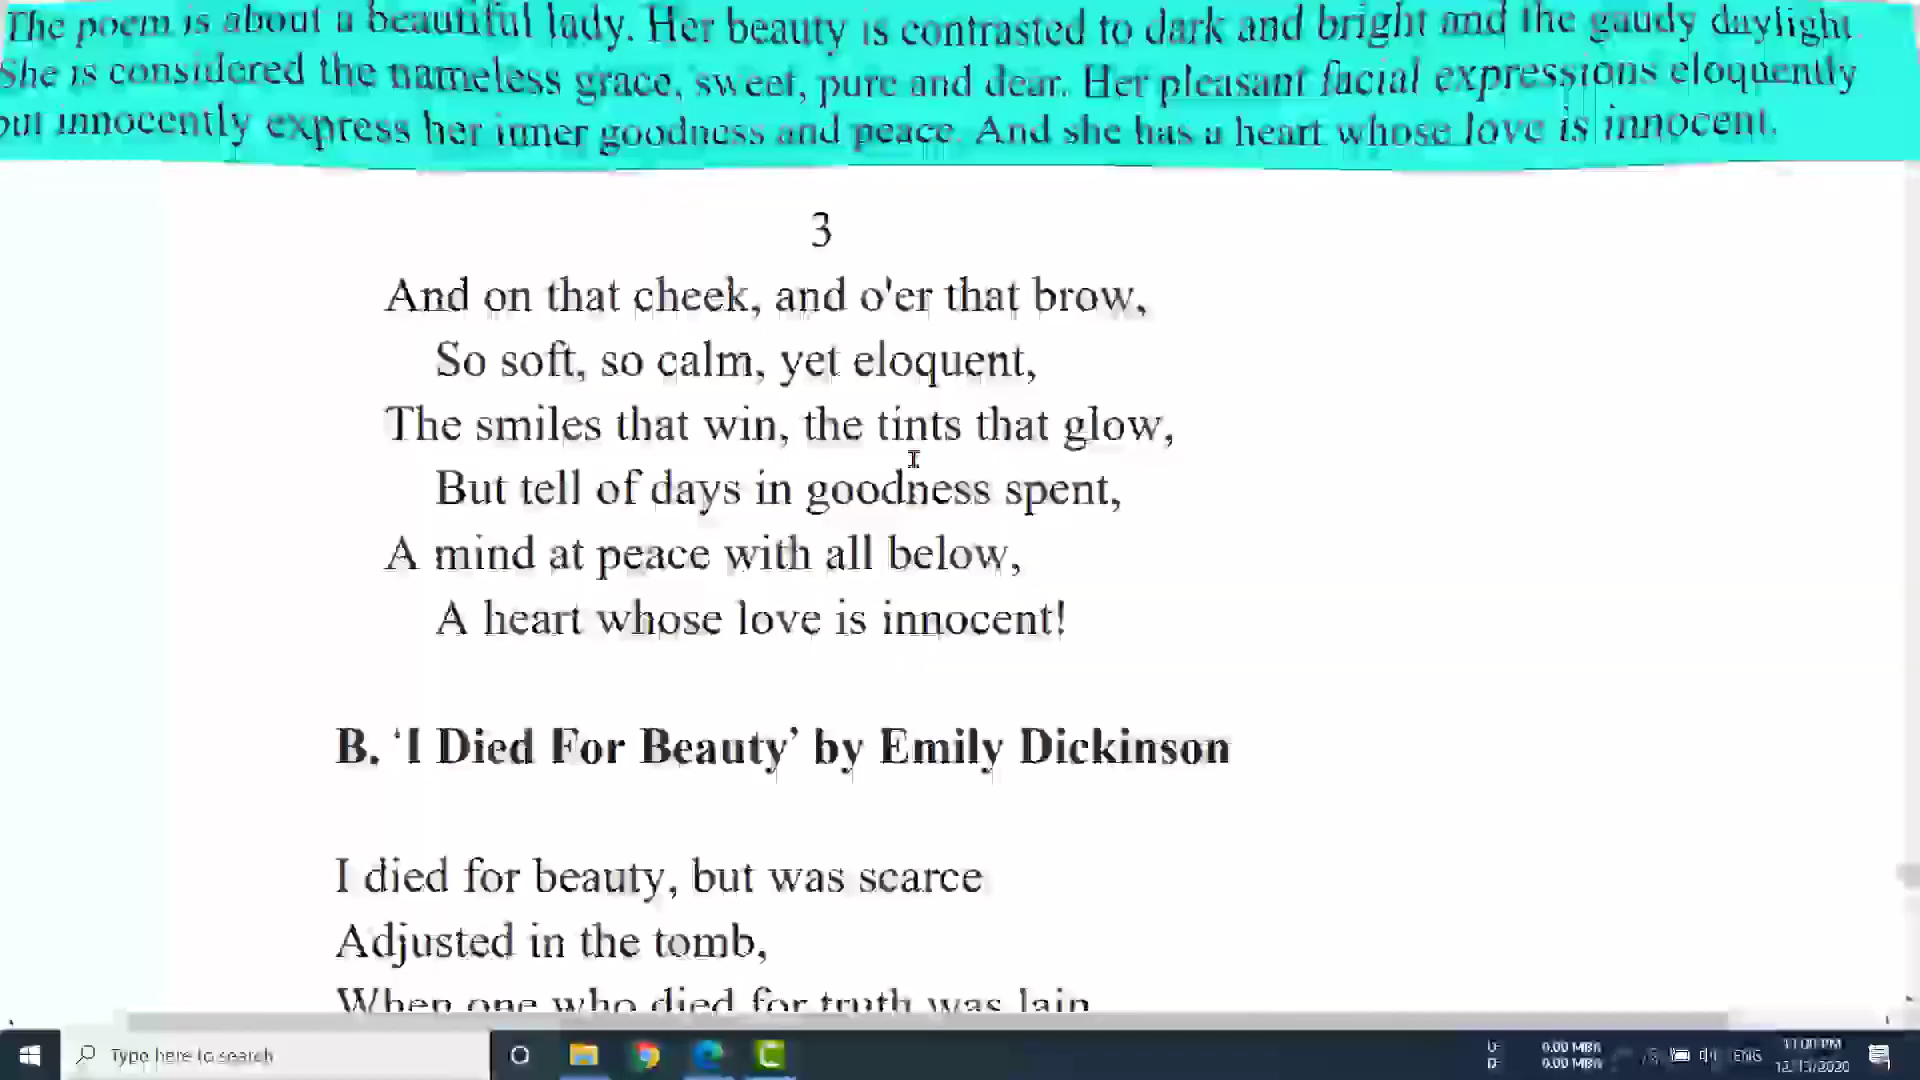 The poem is about a beautiful lady. Her beauty is contrasted to dark and bright and the gaudy daylight.
She is considered the nameless grace, sweet, pure and dear. Her pleasant facial expressions eloquently
but innocently express her inner goodness and peace. And she has a heart whose love is innocent.
3
And on that cheek, and o'er that brow,
So soft, so calm, yet eloquent,
The smiles that win, the tints that glow,
But tell of days in goodness spent,
A mind at peace with all below,
A heart whose love is innocent!
B. ‘I Died For Beauty’ by Emily Dickinson
I died for beauty, but was scarce
Adjusted in the tomb,
When one who died for truth was lain
Type here to search
U: 0.00 MB/s
D: 0.00 MB/s
ENG
11:00 PM
12/13/2020